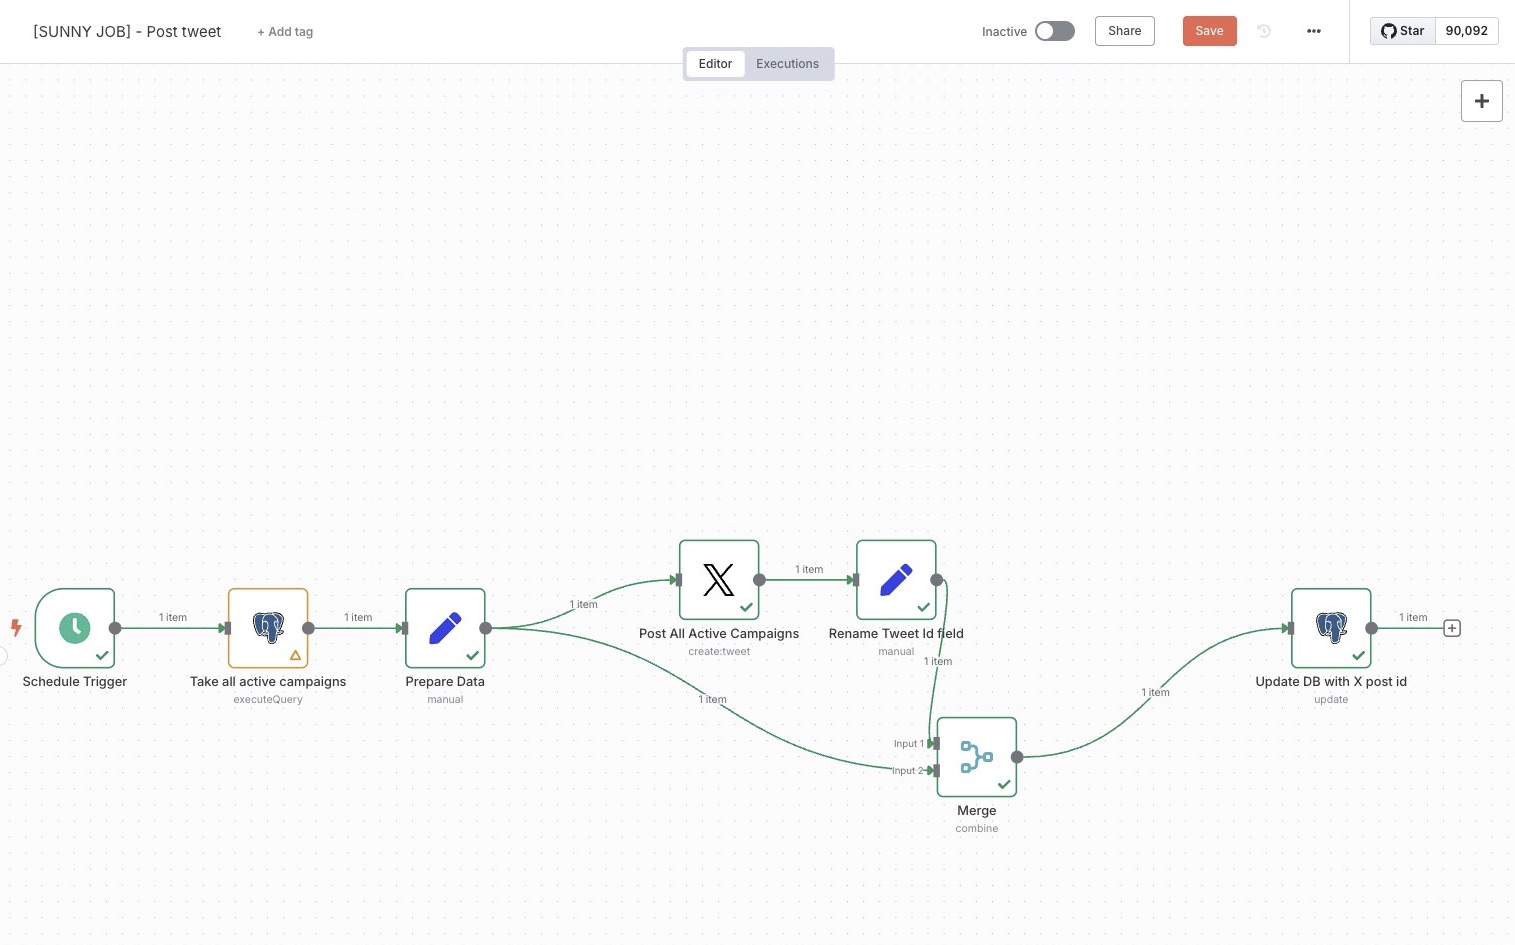 [SUNNY JOB] - Post tweet
+ Add tag
Inactive
Share
Save
Star
90,092
Editor
Executions
1 item
1 item
1 item
1 item
1 item
1 item
1 item
1 item
Schedule Trigger
Take all active campaigns
executeQuery
Prepare Data
manual
Post All Active Campaigns
create:tweet
Rename Tweet Id field
manual
Input 1
Input 2
Merge
combine
Update DB with X post id
update